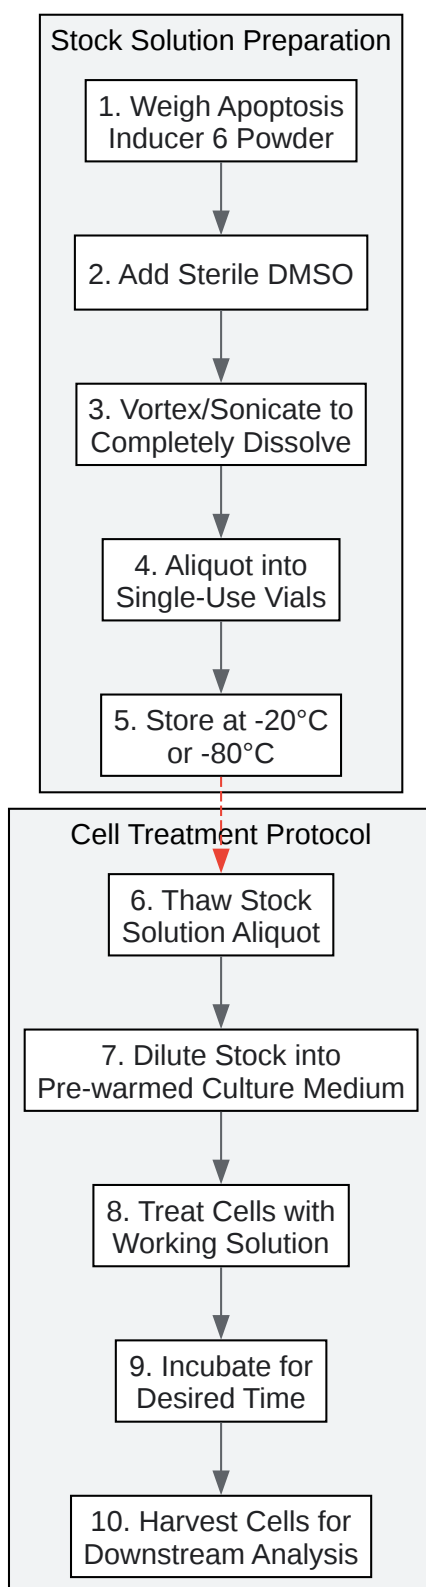 Stock Solution Preparation
1. Weigh Apoptosis
Inducer 6 Powder
2. Add Sterile DMSO
3. Vortex/Sonicate to
Completely Dissolve
4. Aliquot into
Single-Use Vials
5. Store at -20°C
or -80°C
Cell Treatment Protocol
6. Thaw Stock
Solution Aliquot
7. Dilute Stock into
Pre-warmed Culture Medium
8. Treat Cells with
Working Solution
9. Incubate for
Desired Time
10. Harvest Cells for
Downstream Analysis